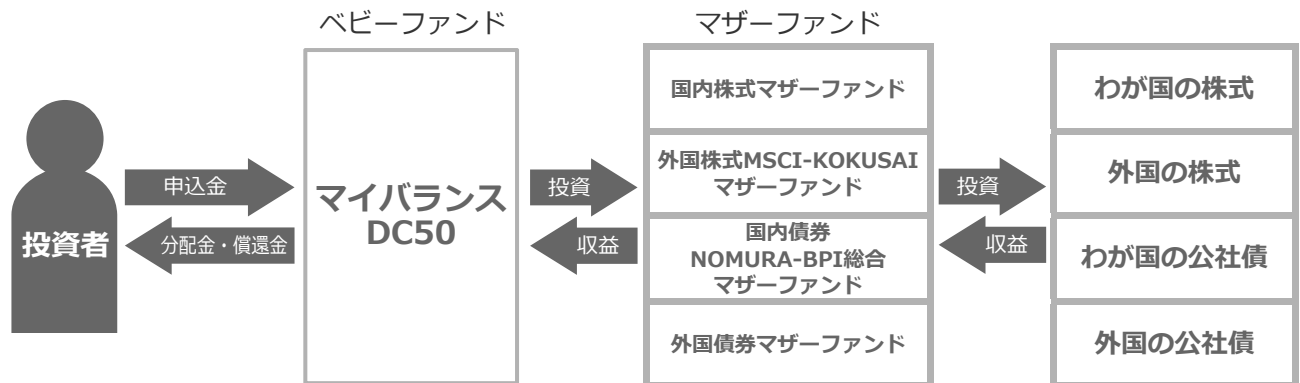 ベビーファンド
マザーファンド
投資者
申込金
分配金・償還金
マイバランス
DC50
投資
収益
国内株式マザーファンド
外国株式MSCI-KOKUSAI
マザーファンド
国内債券
NOMURA-BPI総合
マザーファンド
外国債券マザーファンド
投資
収益
わが国の株式
外国の株式
わが国の公社債
外国の公社債